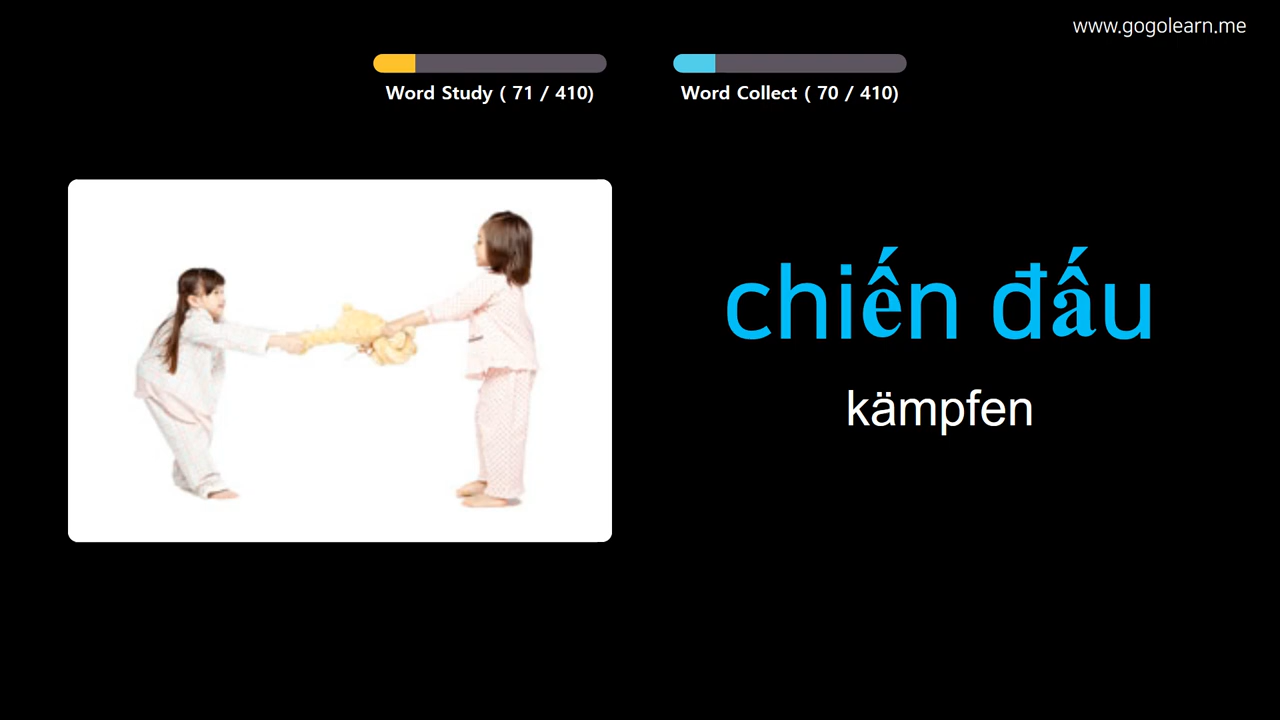 www.gogolearn.me
Word Study ( 71 / 410)
Word Collect ( 70 / 410)
chiến đấu
kämpfen